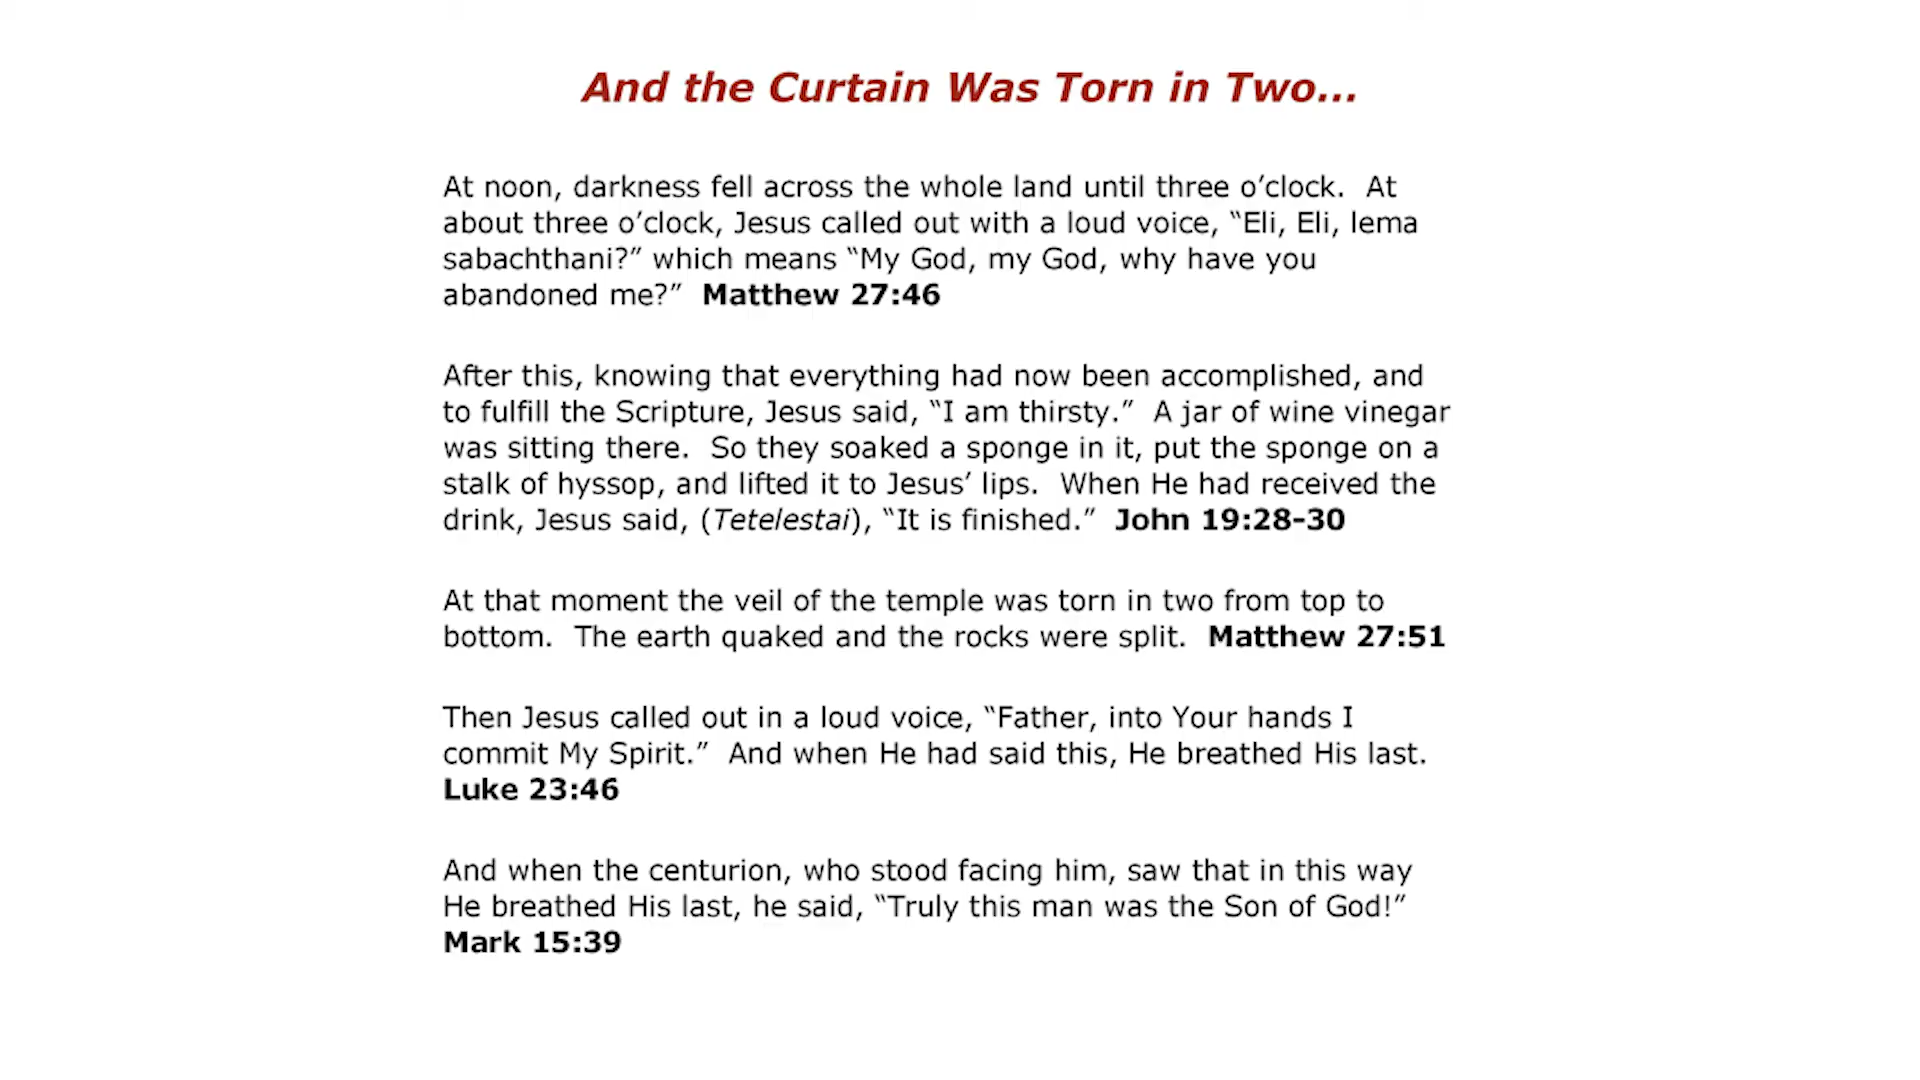 And the Curtain Was Torn in Two...
At noon, darkness fell across the whole land until three o’clock.  At
about three o’clock, Jesus called out with a loud voice, “Eli, Eli, lema
sabachthani?” which means “My God, my God, why have you
abandoned me?”  Matthew 27:46
After this, knowing that everything had now been accomplished, and
to fulfill the Scripture, Jesus said, “I am thirsty.”  A jar of wine vinegar
was sitting there.  So they soaked a sponge in it, put the sponge on a
stalk of hyssop, and lifted it to Jesus’ lips.  When He had received the
drink, Jesus said, (Tetelestai), “It is finished.”  John 19:28-30
At that moment the veil of the temple was torn in two from top to
bottom.  The earth quaked and the rocks were split.  Matthew 27:51
Then Jesus called out in a loud voice, “Father, into Your hands I
commit My Spirit.”  And when He had said this, He breathed His last.
Luke 23:46
And when the centurion, who stood facing him, saw that in this way
He breathed His last, he said, “Truly this man was the Son of God!”
Mark 15:39